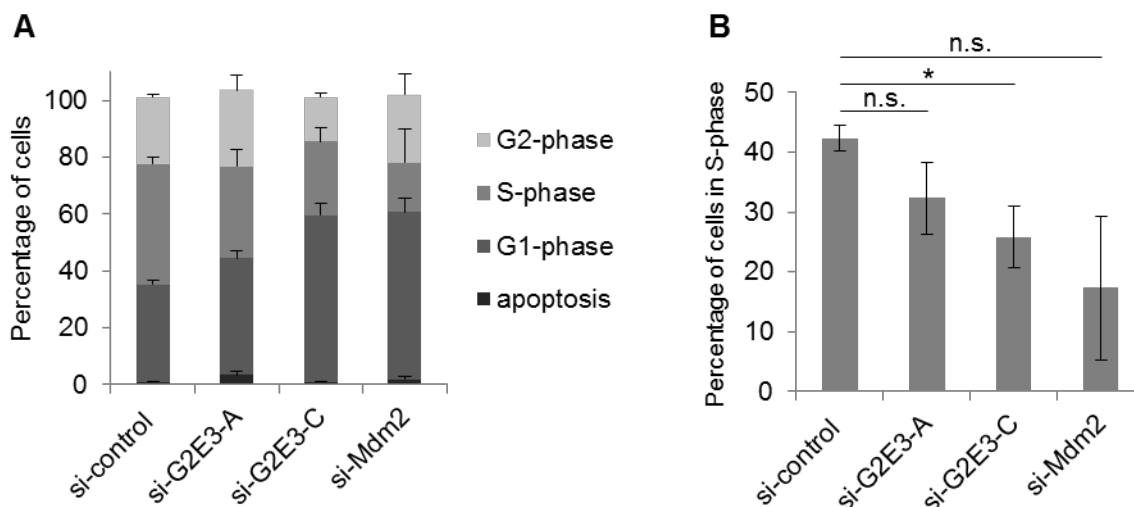 A
Percentage of cells
100
80
60
40
20
0
si-control
si-G2E3-A
si-G2E3-C
si-Mdm2
G2-phase
S-phase
G1-phase
apoptosis
B
Percentage of cells in S-phase
n.s.
*
n.s.
50
40
30
20
10
0
si-control
si-G2E3-A
si-G2E3-C
si-Mdm2